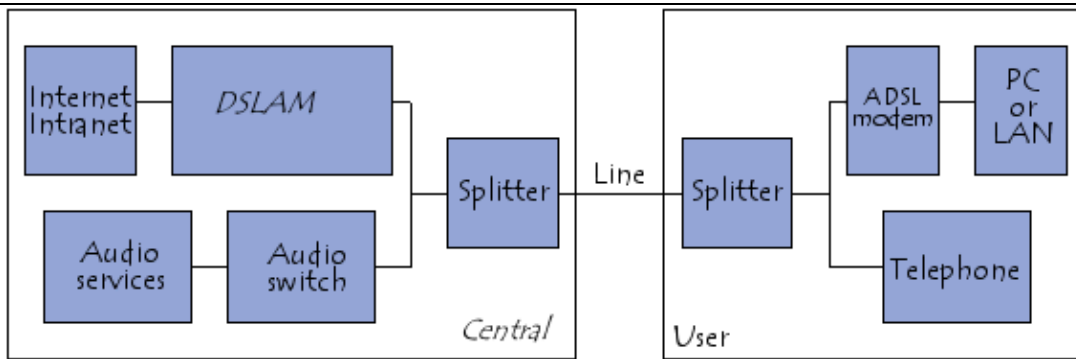 Internet
Intranet
DSLAM
Audio
services
Audio
switch
Splitter
Central
Line
Splitter
ADSL
modem
PC
or
LAN
Telephone
User